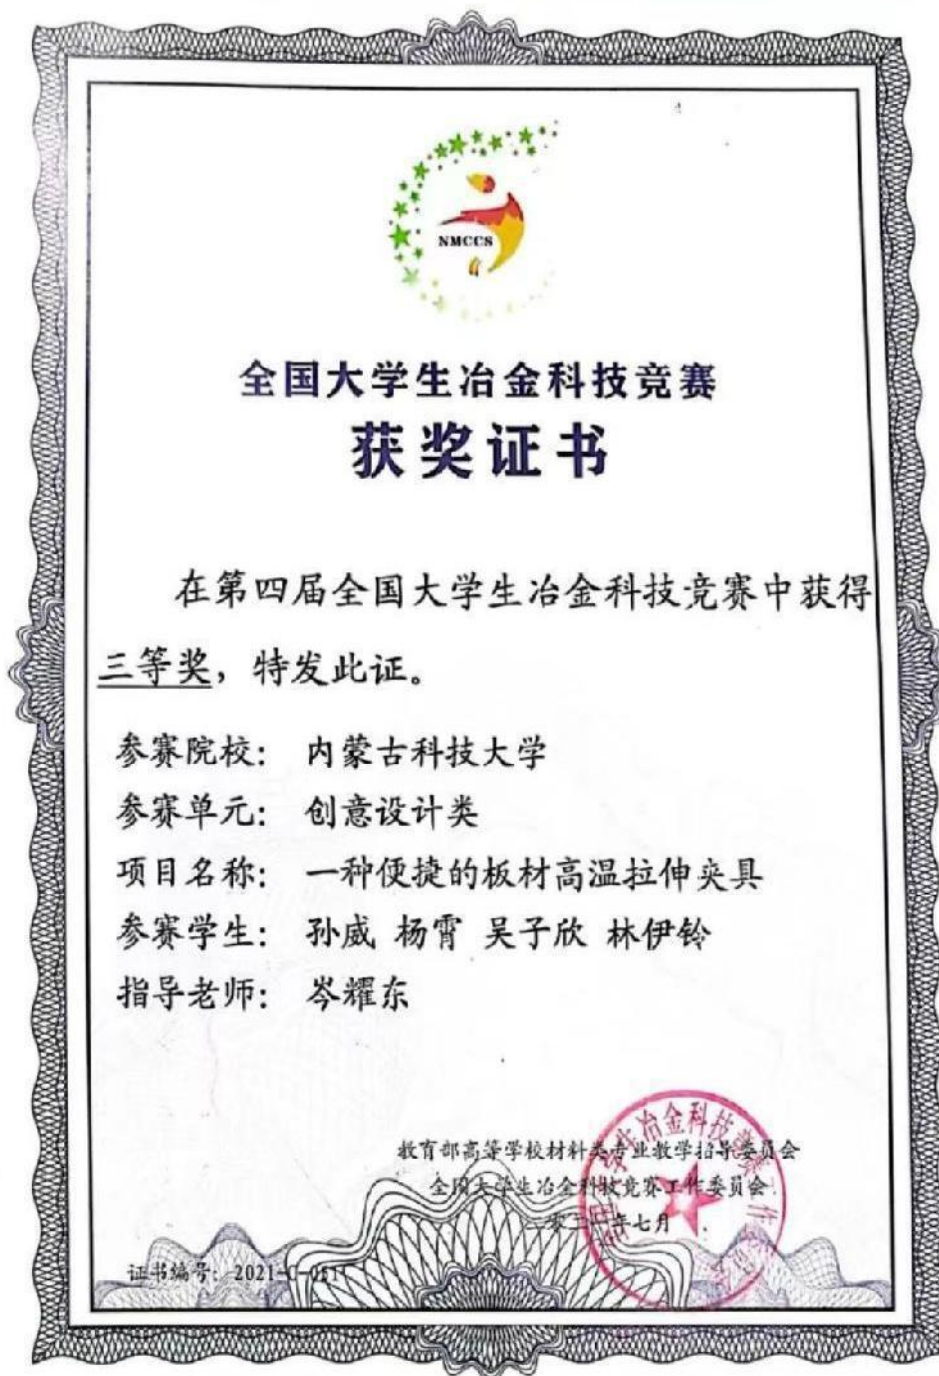 NMCCS
全国大学生冶金科技竞赛
获奖证书
在第四届全国大学生冶金科技竞赛中获得
三等奖，特发此证。
参赛院校： 内蒙古科技大学
参赛单元： 创意设计类
项目名称： 一种便捷的板材高温拉伸夹具
参赛学生： 孙威 杨霄 吴子欣 林伊铃
指导老师： 岑耀东
教育部高等学校材料类专业教学指导委员会
全国大学生冶金科技竞赛工作委员会
二零二一年七月
证书编号：2021-C-081